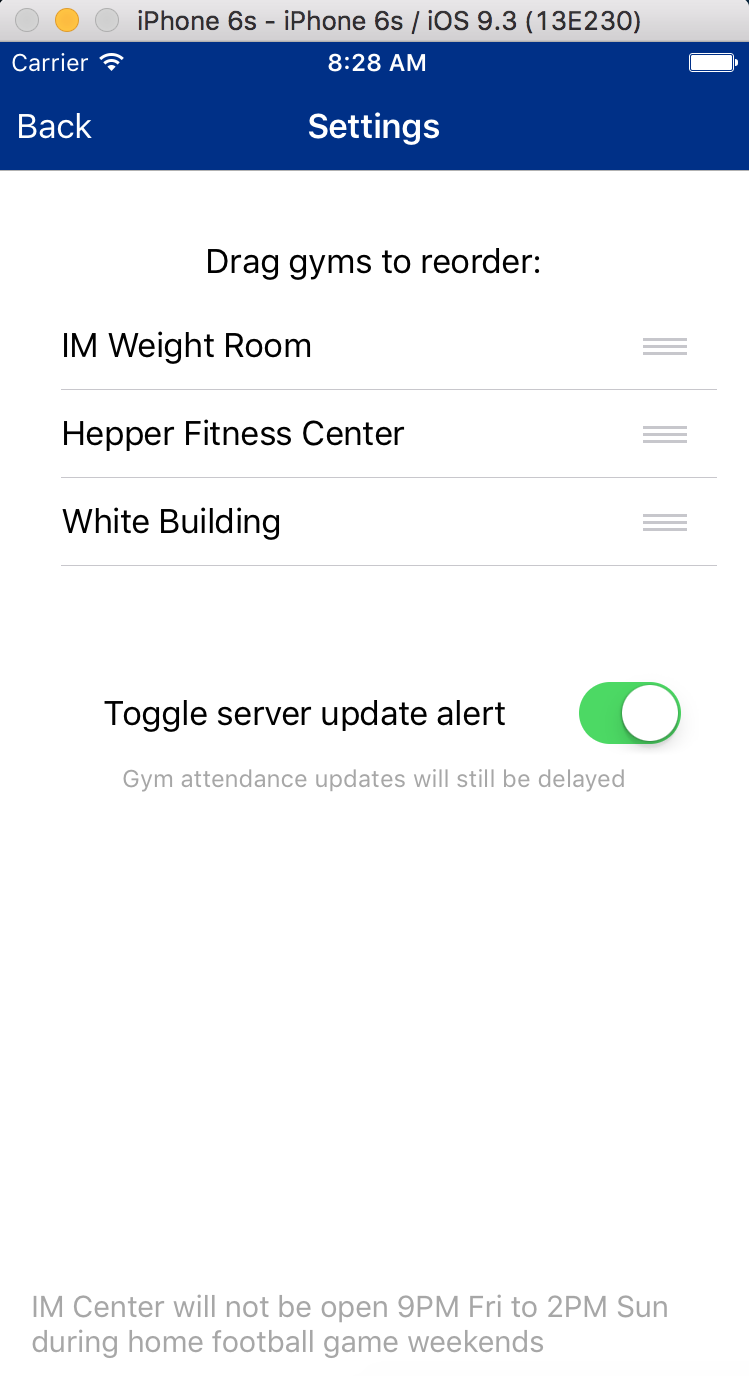 iPhone 6s - iPhone 6s / iOS 9.3 (13E230)
Carrier 8:28 AM
Back Settings
Drag gyms to reorder:
IM Weight Room
Hepper Fitness Center
White Building
Toggle server update alert
Gym attendance updates will still be delayed
IM Center will not be open 9PM Fri to 2PM Sun
during home football game weekends